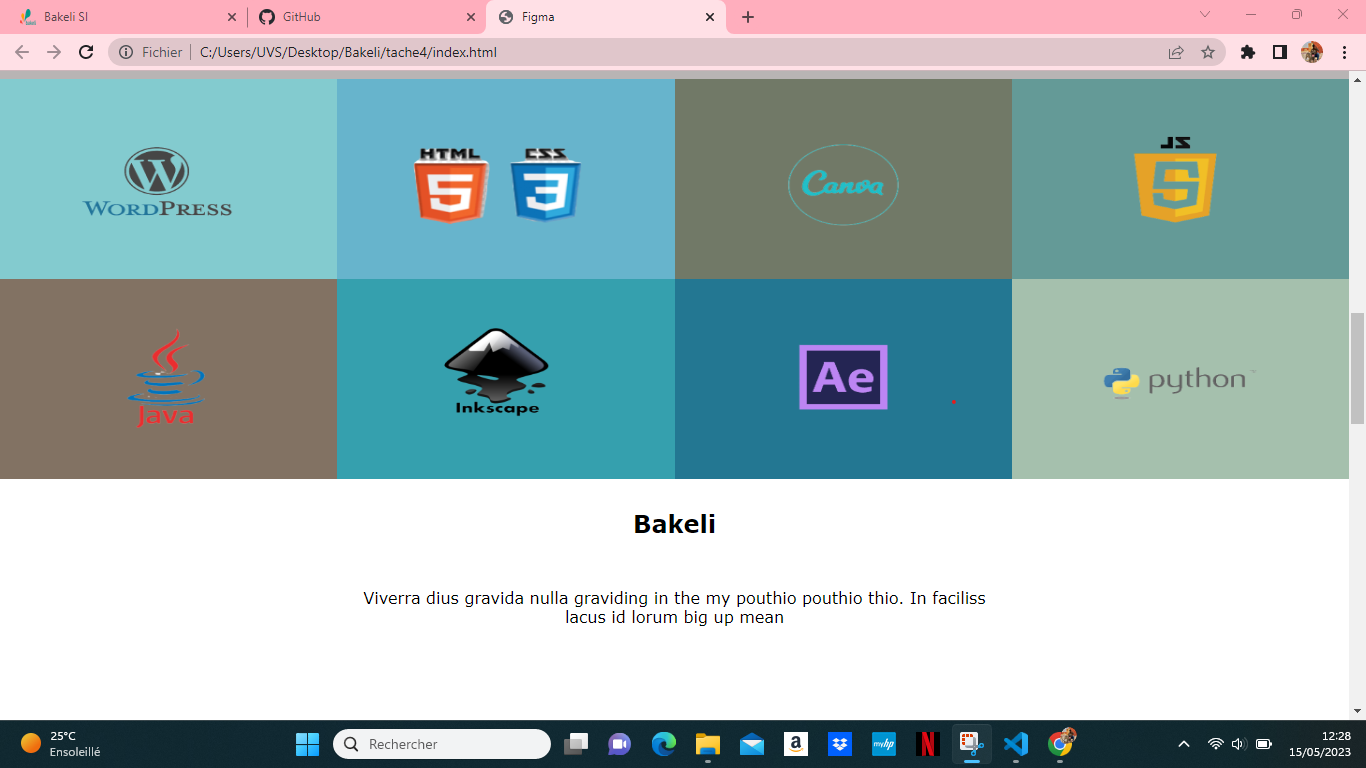 Bakeli SI
GitHub
Figma
Fichier
C:/Users/UVS/Desktop/Bakeli/tache4/index.html
WORDPRESS
HTML
5
CSS
3
Canva
JS
5
Java
Inkscape
Ae
python
Bakeli
Viverra dius gravida nulla graviding in the my pouthio pouthio thio. In faciliss
lacus id lorum big up mean
25°C
Ensoleillé
Rechercher
a
myhp
N
12:28
15/05/2023